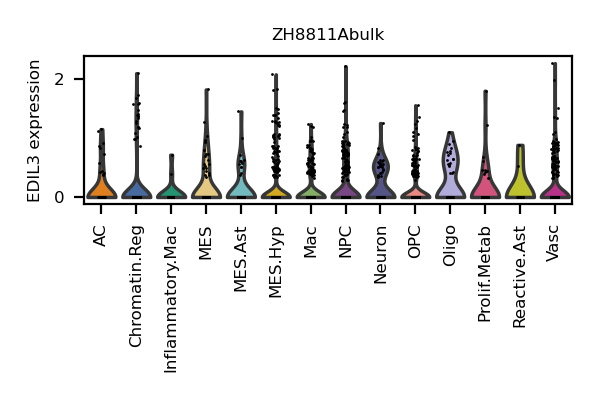 ZH8811Abulk
EDIL3 expression
2
0
AC
Chromatin.Reg
Inflammatory.Mac
MES
MES.Ast
MES.Hyp
Mac
NPC
Neuron
OPC
Oligo
Prolif.Metab
Reactive.Ast
Vasc